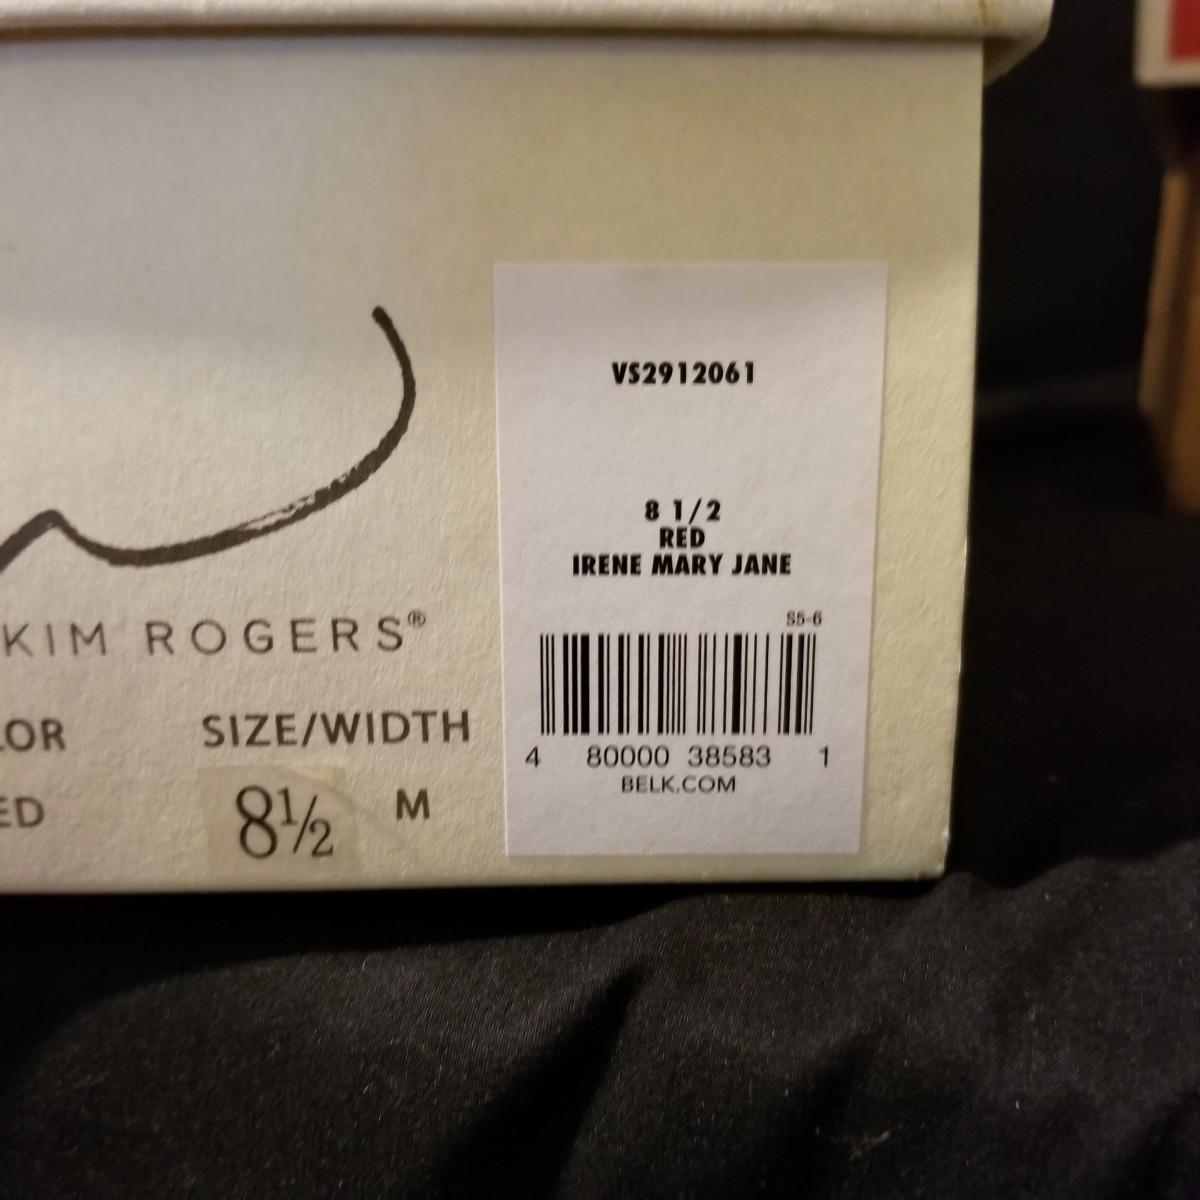 VS2912061
8 1/2
RED
IRENE MARY JANE
S5-6
4 80000 38583 1
BELK.COM
KIM ROGERS®
LOR SIZE/WIDTH
ED 8½ M